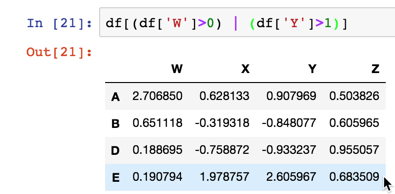 In [21]: df[(df['W']>0) | (df['Y']>1)]
Out[21]:
W X Y Z
A 2.706850 0.628133 0.907969 0.503826
B 0.651118 -0.319318 -0.848077 0.605965
D 0.188695 -0.758872 -0.933237 0.955057
E 0.190794 1.978757 2.605967 0.683509